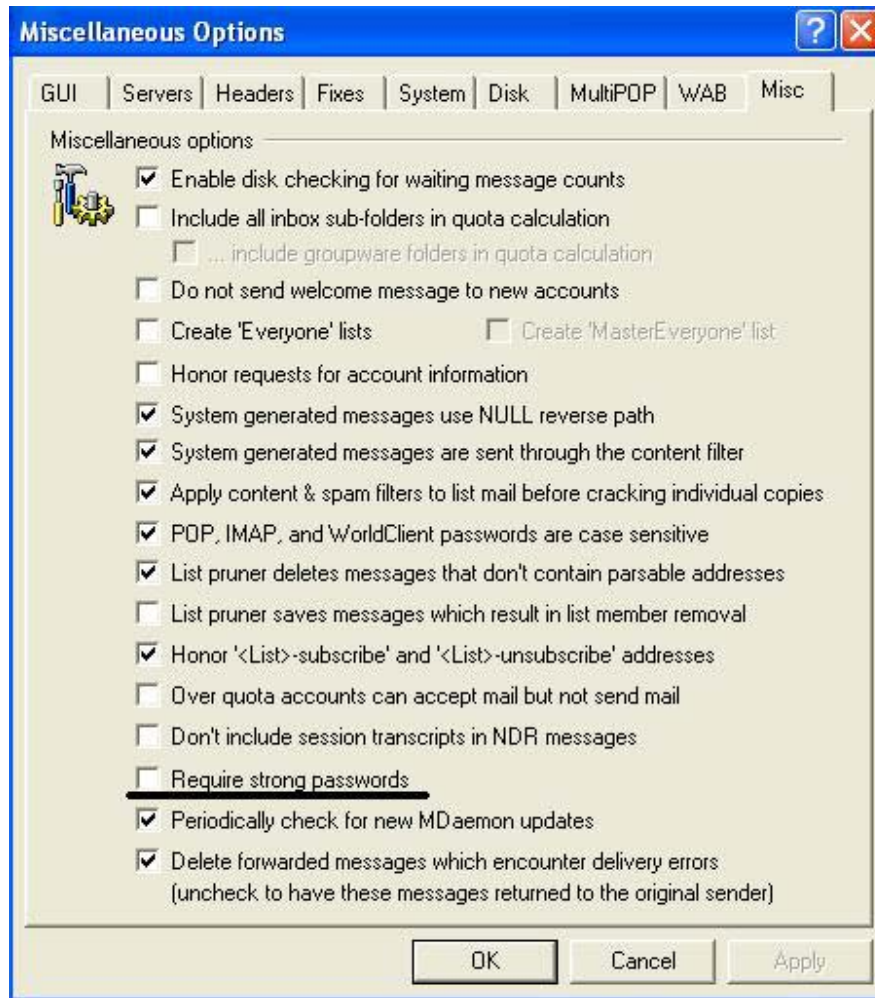 Miscellaneous Options
GUI Servers Headers Fixes System Disk MultiPOP WAB Misc
Miscellaneous options
Enable disk checking for waiting message counts
Include all inbox sub-folders in quota calculation
... include groupware folders in quota calculation
Do not send welcome message to new accounts
Create 'Everyone' lists Create 'MasterEveryone' list
Honor requests for account information
System generated messages use NULL reverse path
System generated messages are sent through the content filter
Apply content & spam filters to list mail before cracking individual copies
POP, IMAP, and WorldClient passwords are case sensitive
List pruner deletes messages that don't contain parsable addresses
List pruner saves messages which result in list member removal
Honor '<List>-subscribe' and '<List>-unsubscribe' addresses
Over quota accounts can accept mail but not send mail
Don't include session transcripts in NDR messages
Require strong passwords
Periodically check for new MDaemon updates
Delete forwarded messages which encounter delivery errors
(uncheck to have these messages returned to the original sender)
OK Cancel Apply